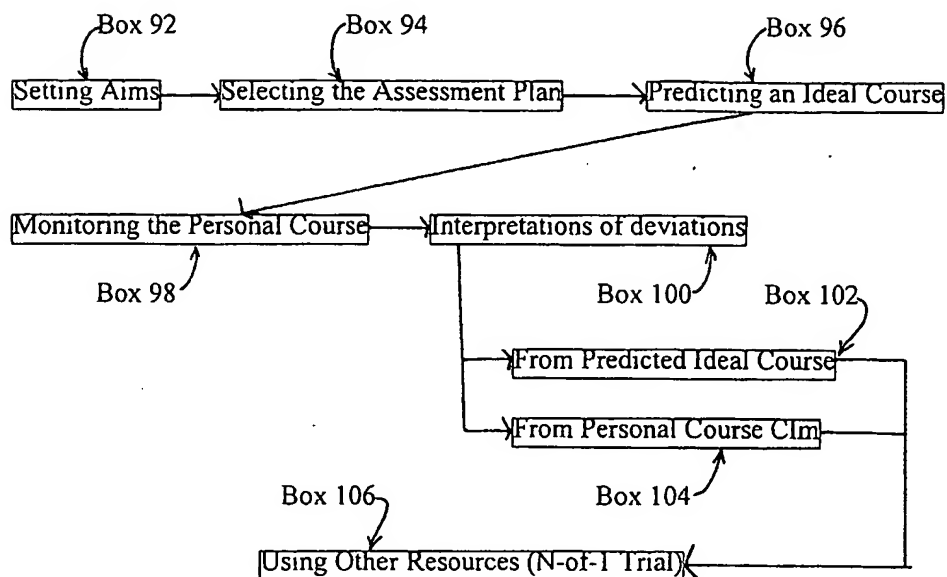 Box 92
Box 94
Box 96
Setting Aims
Selecting the Assessment Plan
Predicting an Ideal Course
Monitoring the Personal Course
Interpretations of deviations
Box 98
Box 100
Box 102
From Predicted Ideal Course
From Personal Course CIm
Box 104
Box 106
Using Other Resources (N-of-1 Trial)